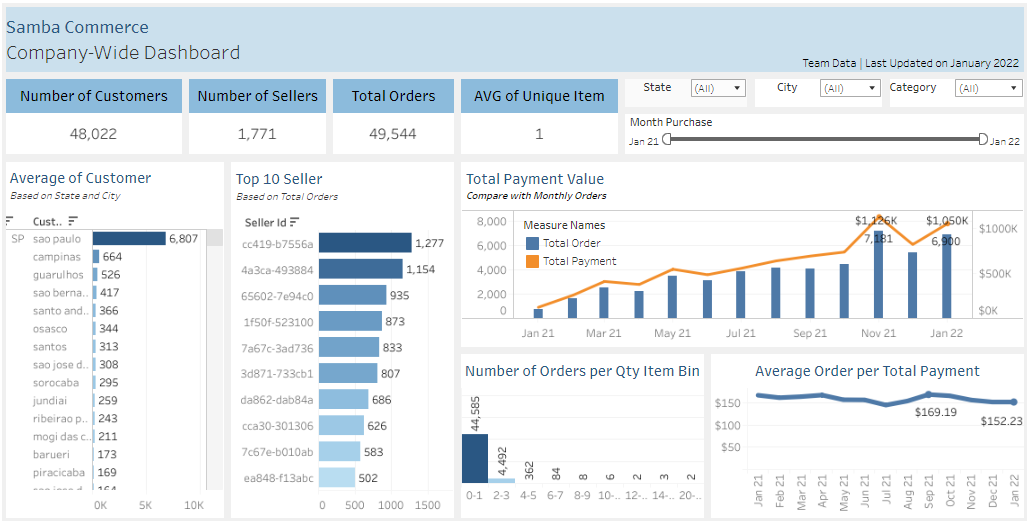 Samba Commerce
Company-Wide Dashboard
Team Data | Last Updated on January 2022
Number of Customers
48,022
Number of Sellers
1,771
Total Orders
49,544
AVG of Unique Item
1
State (All)
City (All)
Category (All)
Month Purchase
Jan 21
Jan 22
Average of Customer
Based on State and City
Cust..
SP sao paulo 6,807
campinas 664
guarulhos 526
sao berna.. 417
santo and.. 366
osasco 344
santos 313
sao jose d.. 308
sorocaba 295
jundiai 259
ribeirao p.. 243
mogi das c.. 211
barueri 173
piracicaba 169
0K 5K 10K
Top 10 Seller
Based on Total Orders
Seller Id
cc419-b7556a 1,277
4a3ca-493884 1,154
65602-7e94c0 935
1f50f-523100 873
7a67c-3ad736 833
3d871-733cb1 807
da862-dab84a 686
cca30-301306 626
7c67e-b010ab 583
ea848-f13abc 502
0 500 1000 1500
Total Payment Value
Compare with Monthly Orders
Measure Names
Total Order
Total Payment
8,000
6,000
4,000
2,000
0
$1,126K
7,181
$1,050K
6,900
$1000K
$500K
$0K
Jan 21 Mar 21 May 21 Jul 21 Sep 21 Nov 21 Jan 22
Number of Orders per Qty Item Bin
44,585
4,492
362
84
8
6
2
3
2
0-1 2-3 4-5 6-7 8-9 10-.. 12-.. 14-.. 20-..
Average Order per Total Payment
$150
$100
$50
$169.19
$152.23
Jan 21
Feb 21
Mar 21
Apr 21
May 21
Jun 21
Jul 21
Aug 21
Sep 21
Oct 21
Nov 21
Dec 21
Jan 22